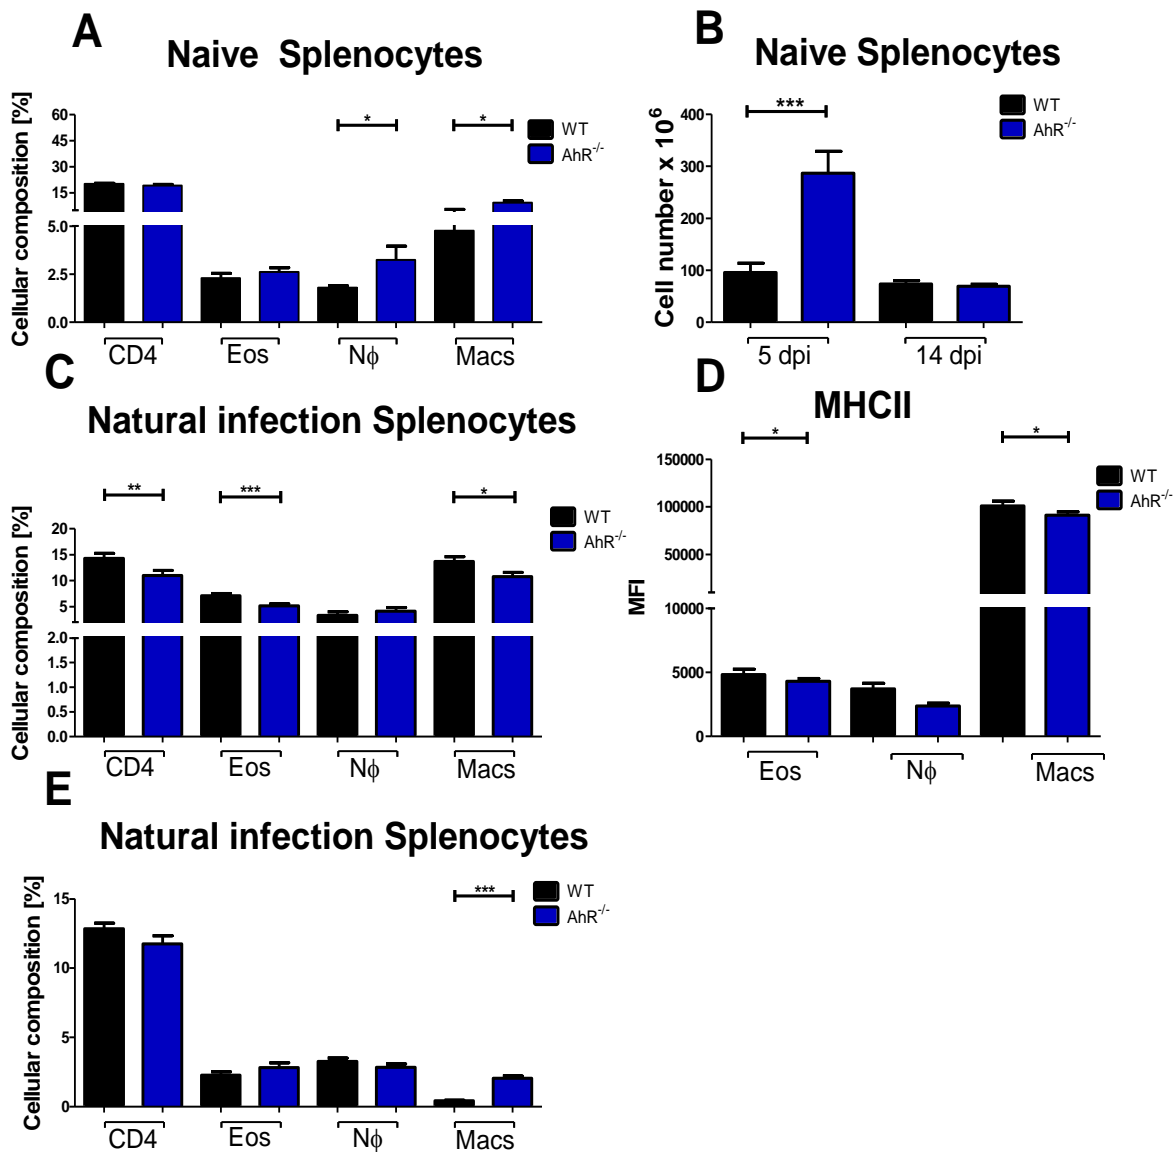 A
Naive Splenocytes
Cellular composition [%]
60
45
30
15
5.0
2.5
0.0
*
*
WT
AhR-/-
CD4
Eos
Nϕ
Macs
B
Naive Splenocytes
Cell number x 10^6
400
300
200
100
0
***
WT
AhR-/-
5 dpi
14 dpi
C
Natural infection Splenocytes
Cellular composition [%]
20
15
10
5
2.0
1.5
1.0
0.5
0.0
**
***
*
WT
AhR-/-
CD4
Eos
Nϕ
Macs
D
MHCII
MFI
150000
100000
50000
10000
5000
0
*
*
WT
AhR-/-
Eos
Nϕ
Macs
E
Natural infection Splenocytes
Cellular composition [%]
15
10
5
0
***
WT
AhR-/-
CD4
Eos
Nϕ
Macs